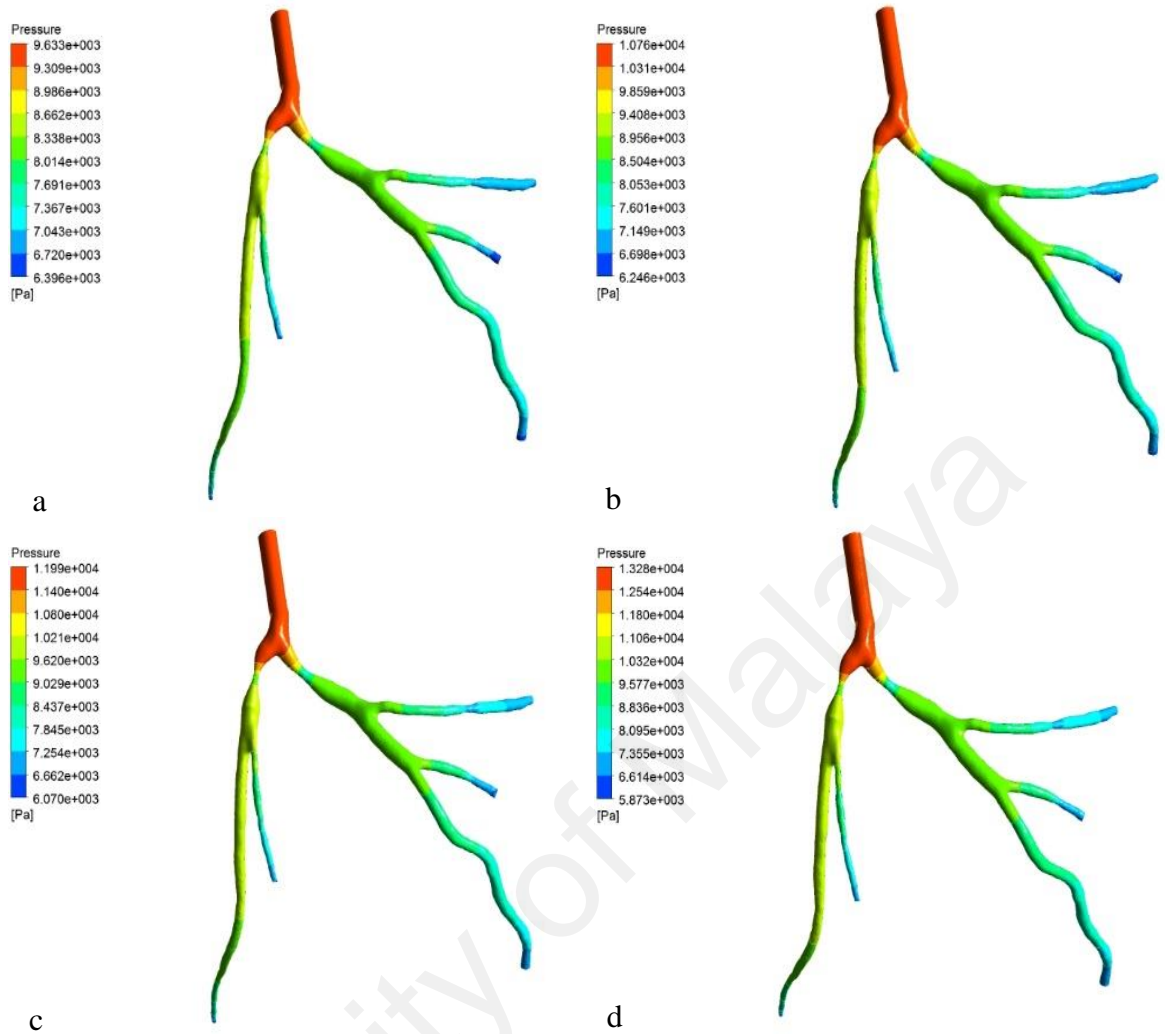 Pressure
9.633e+003
9.309e+003
8.986e+003
8.662e+003
8.338e+003
8.014e+003
7.691e+003
7.367e+003
7.043e+003
6.720e+003
6.396e+003
[Pa]
a
Pressure
1.076e+004
1.031e+004
9.859e+003
9.408e+003
8.956e+003
8.504e+003
8.053e+003
7.601e+003
7.149e+003
6.698e+003
6.246e+003
[Pa]
b
Pressure
1.199e+004
1.140e+004
1.080e+004
1.021e+004
9.620e+003
9.029e+003
8.437e+003
7.845e+003
7.254e+003
6.662e+003
6.070e+003
[Pa]
c
Pressure
1.328e+004
1.254e+004
1.180e+004
1.106e+004
1.032e+004
9.577e+003
8.836e+003
8.095e+003
7.355e+003
6.614e+003
5.873e+003
[Pa]
d
ity of Malaya